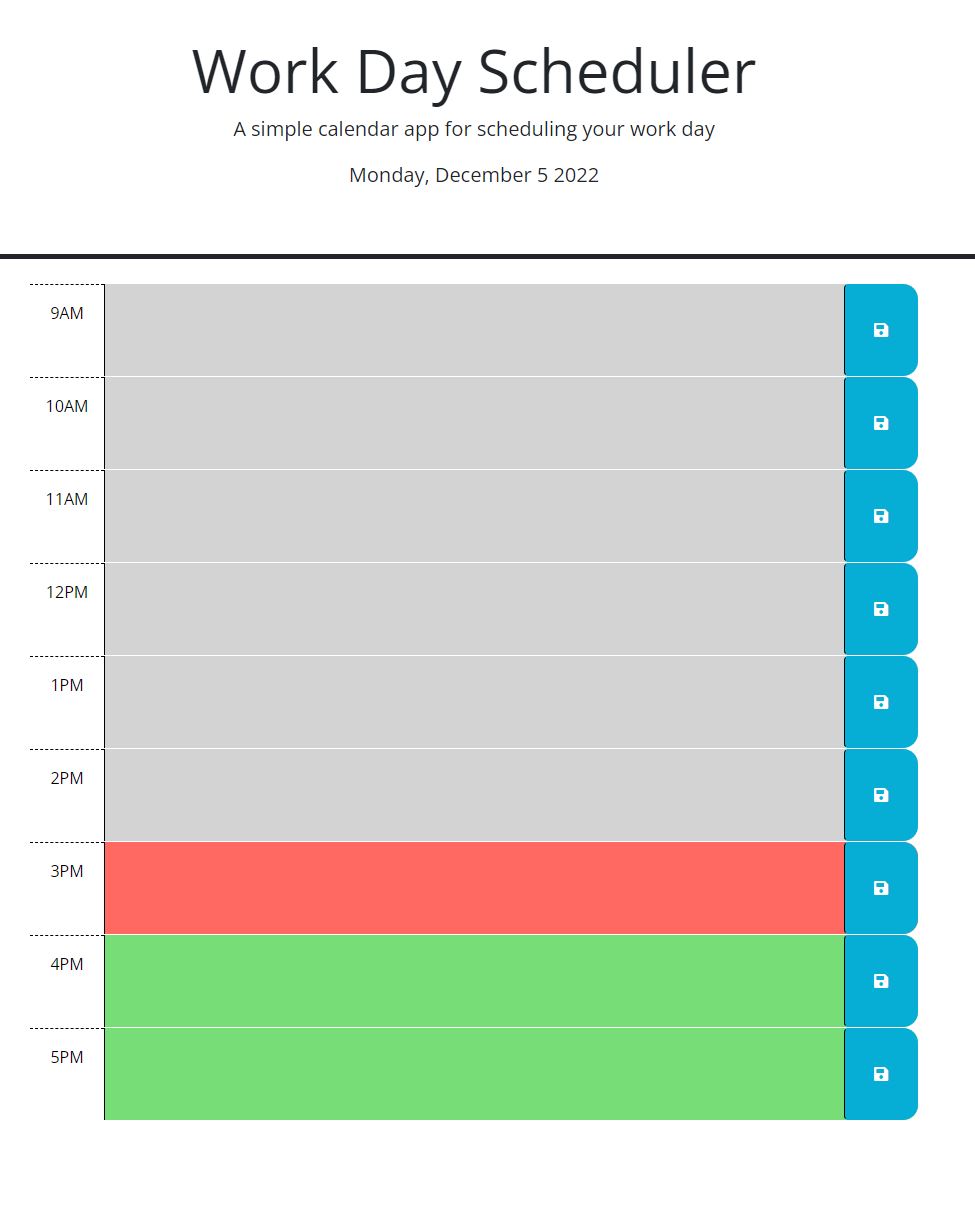 Work Day Scheduler
A simple calendar app for scheduling your work day
Monday, December 5 2022
9AM
10AM
11AM
12PM
1PM
2PM
3PM
4PM
5PM